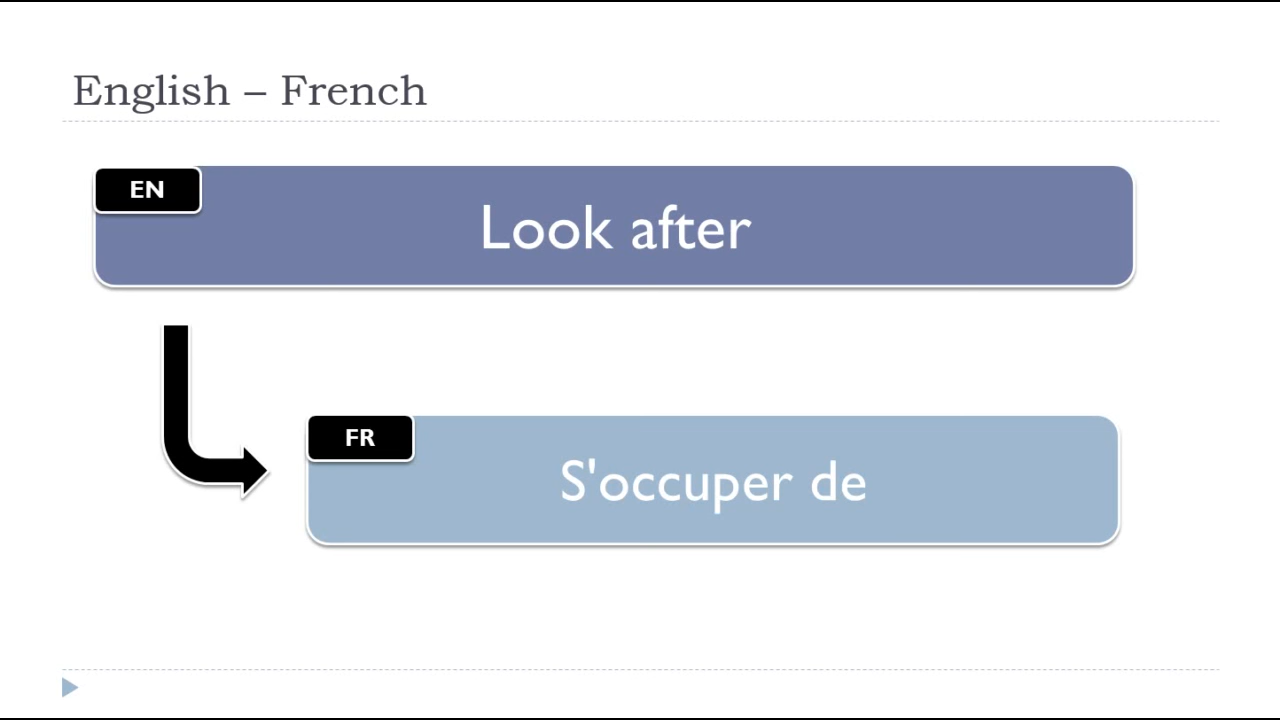 English – French
EN
Look after
FR
S'occuper de